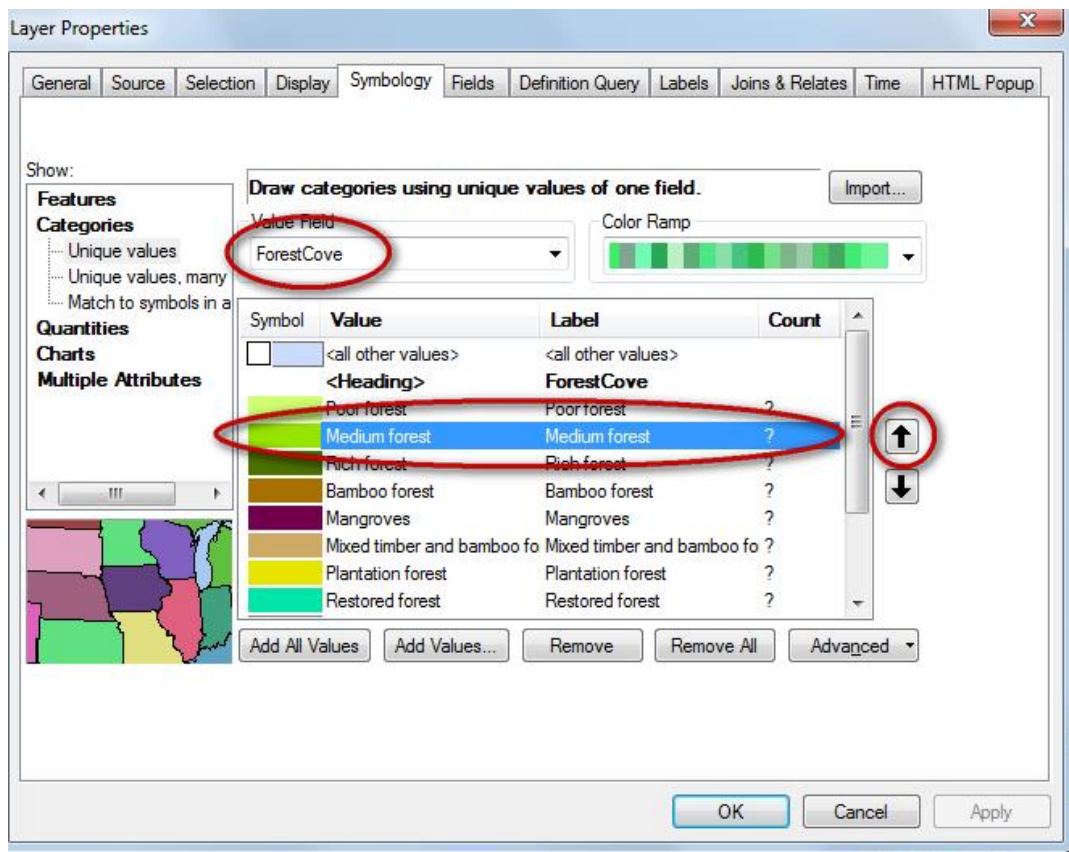 Layer Properties
General Source Selection Display Symbology Fields Definition Query Labels Joins & Relates Time HTML Popup
Show:
Features
Categories
Unique values
Unique values, many
Match to symbols in a
Quantities
Charts
Multiple Attributes
Draw categories using unique values of one field.
Import...
Value Field
ForestCove
Color Ramp
Symbol Value Label Count
<all other values> <all other values>
<Heading> ForestCove
Poor forest Poor forest ?
Medium forest Medium forest ?
Rich forest Rich forest ?
Bamboo forest Bamboo forest ?
Mangroves Mangroves ?
Mixed timber and bamboo fo Mixed timber and bamboo fo ?
Plantation forest Plantation forest ?
Restored forest Restored forest ?
Add All Values Add Values... Remove Remove All Advanced
OK Cancel Apply